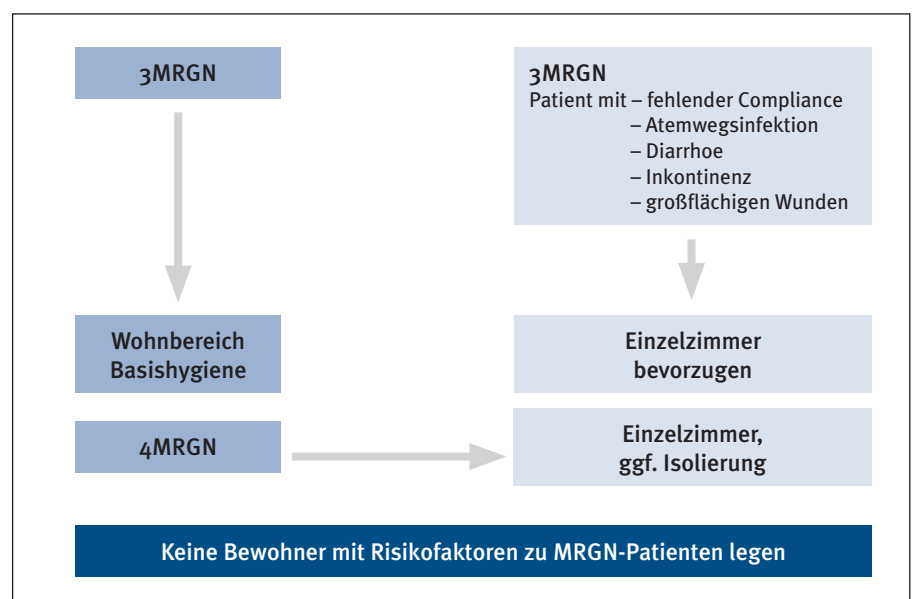 3MRGN
3MRGN
Patient mit – fehlender Compliance
– Atemwegsinfektion
– Diarrhoe
– Inkontinenz
– großflächigen Wunden
Wohnbereich
Basishygiene
Einzelzimmer
bevorzugen
4MRGN
Einzelzimmer,
ggf. Isolierung
Keine Bewohner mit Risikofaktoren zu MRGN-Patienten legen